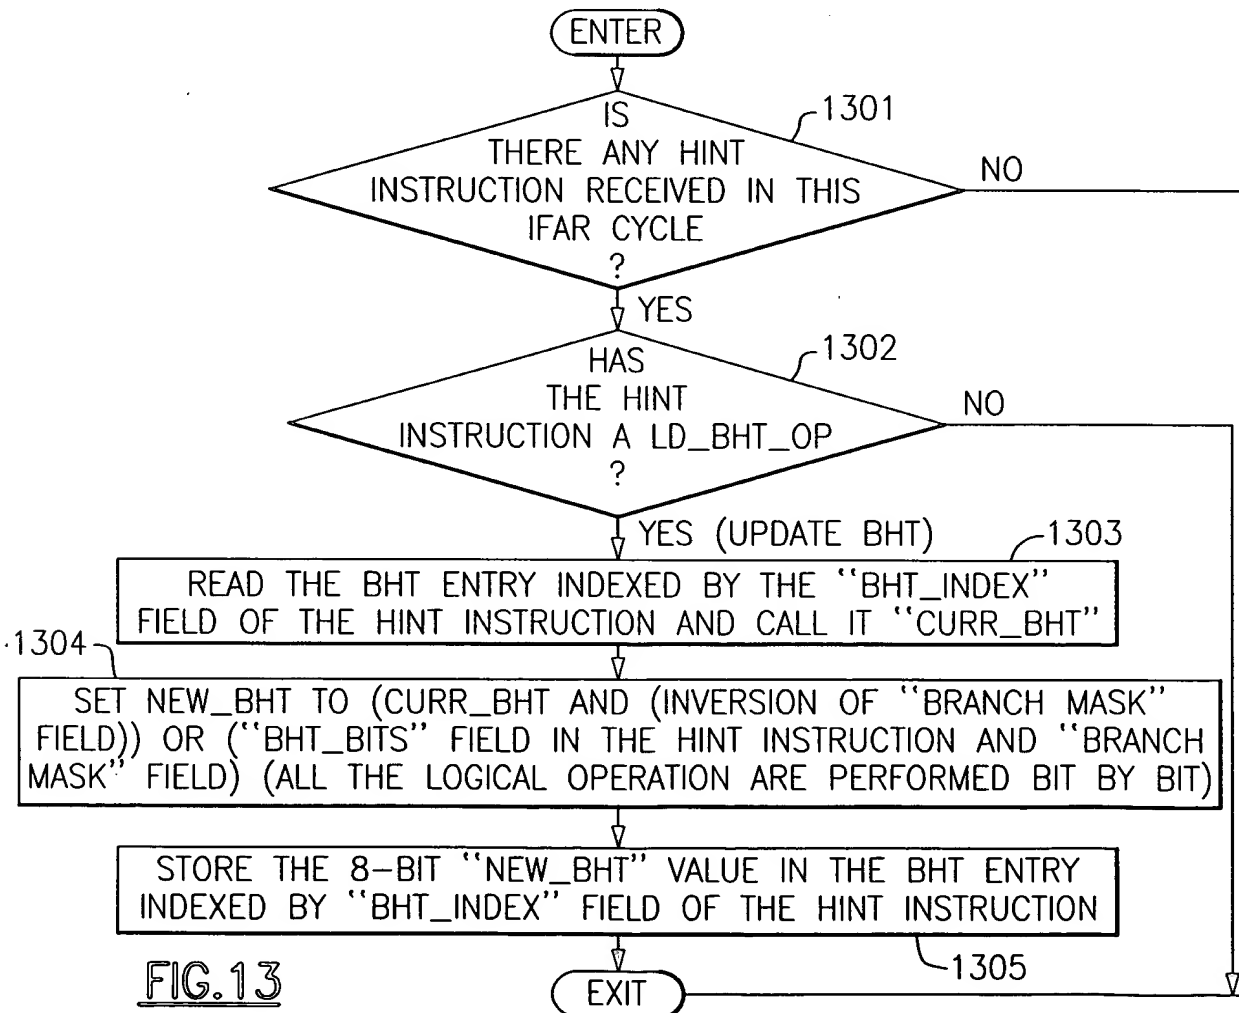 ENTER
1301
IS
THERE ANY HINT
INSTRUCTION RECEIVED IN THIS
IFAR CYCLE
?
NO
YES
1302
HAS
THE HINT
INSTRUCTION A LD_BHT_OP
?
NO
YES (UPDATE BHT)
1303
READ THE BHT ENTRY INDEXED BY THE "BHT_INDEX"
FIELD OF THE HINT INSTRUCTION AND CALL IT "CURR_BHT"
1304
SET NEW_BHT TO (CURR_BHT AND (INVERSION OF "BRANCH MASK"
FIELD)) OR ("BHT_BITS" FIELD IN THE HINT INSTRUCTION AND "BRANCH
MASK" FIELD) (ALL THE LOGICAL OPERATION ARE PERFORMED BIT BY BIT)
STORE THE 8-BIT "NEW_BHT" VALUE IN THE BHT ENTRY
INDEXED BY "BHT_INDEX" FIELD OF THE HINT INSTRUCTION
1305
EXIT
FIG.13